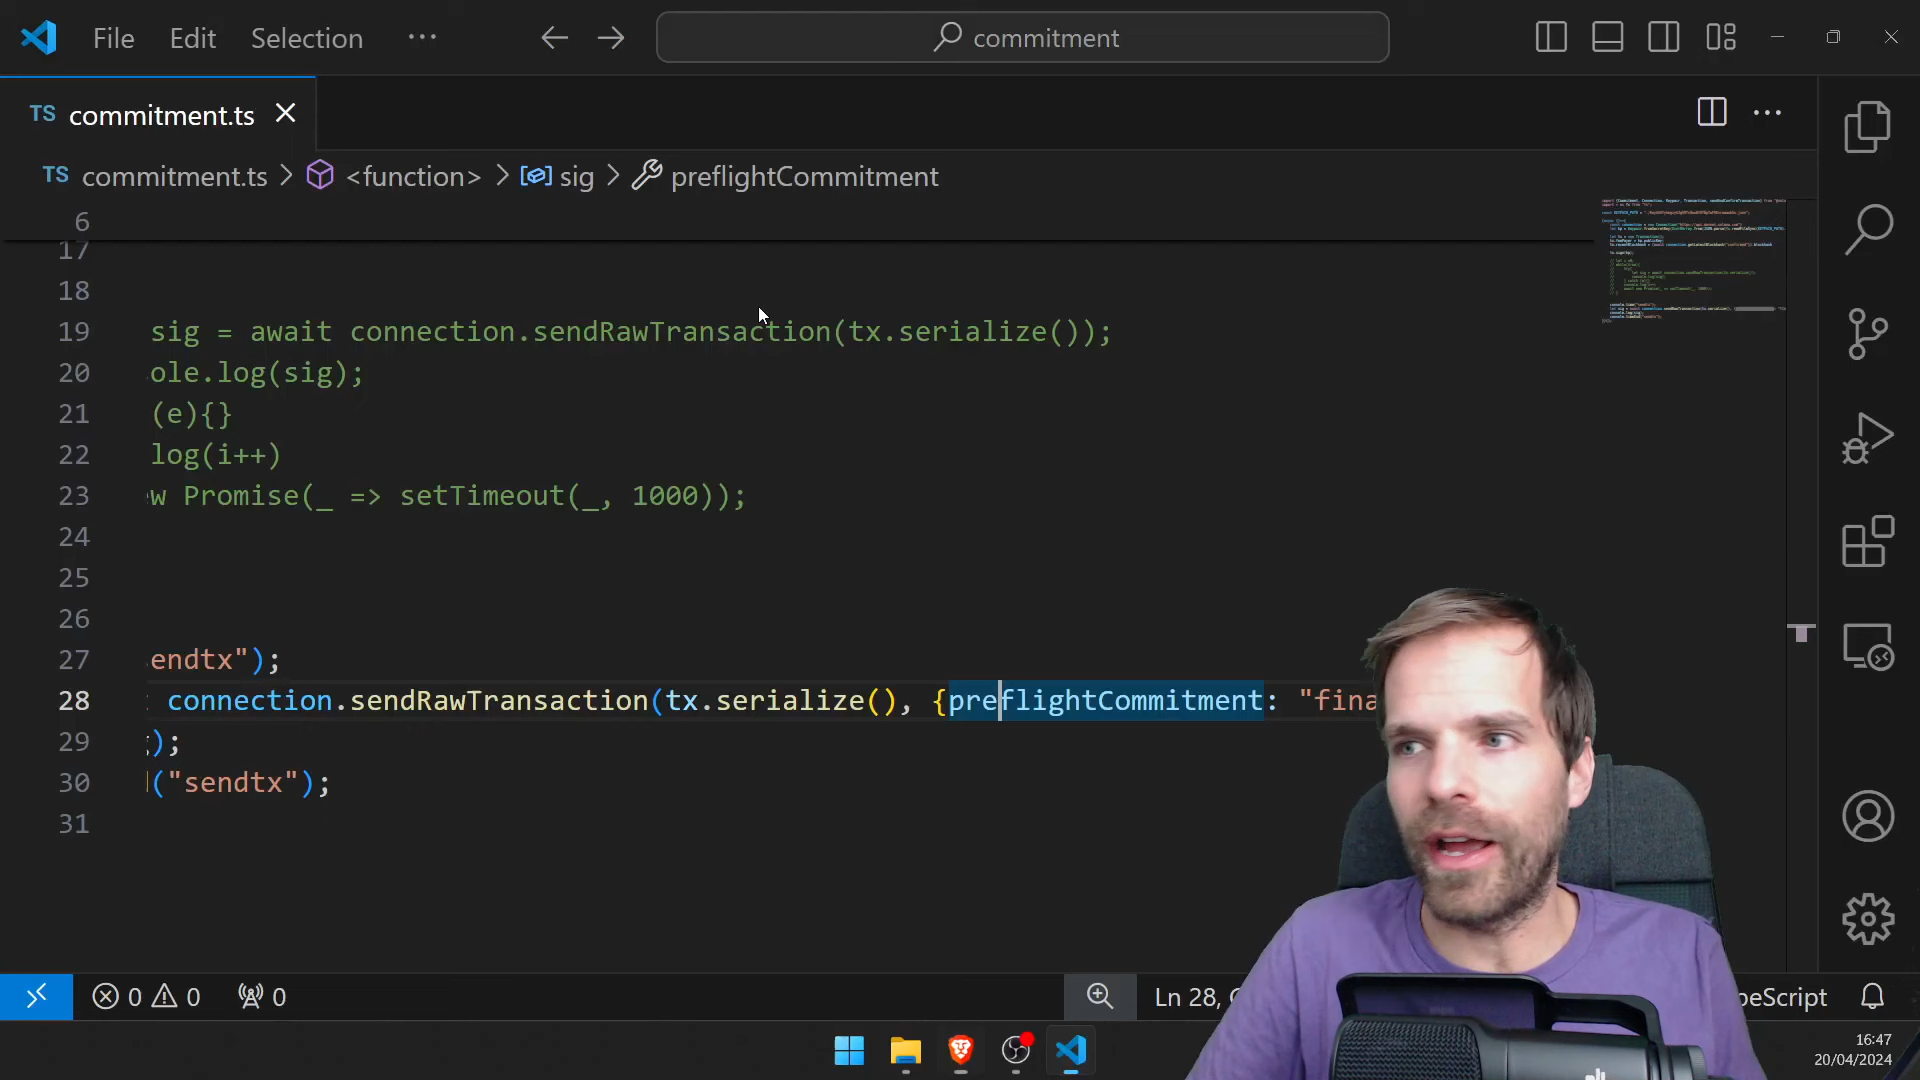 File Edit Selection ··· commitment
TS commitment.ts
TS commitment.ts > <function> > sig > preflightCommitment
6
17
18
19 sig = await connection.sendRawTransaction(tx.serialize());
20 ole.log(sig);
21 (e){}
22 log(i++)
23 w Promise(_ => setTimeout(_, 1000));
24
25
26
27 endtx");
28 connection.sendRawTransaction(tx.serialize(), {preflightCommitment: "fina
29 );
30 ("sendtx");
31
0 0 0 Ln 28, peScript
16:47
20/04/2024